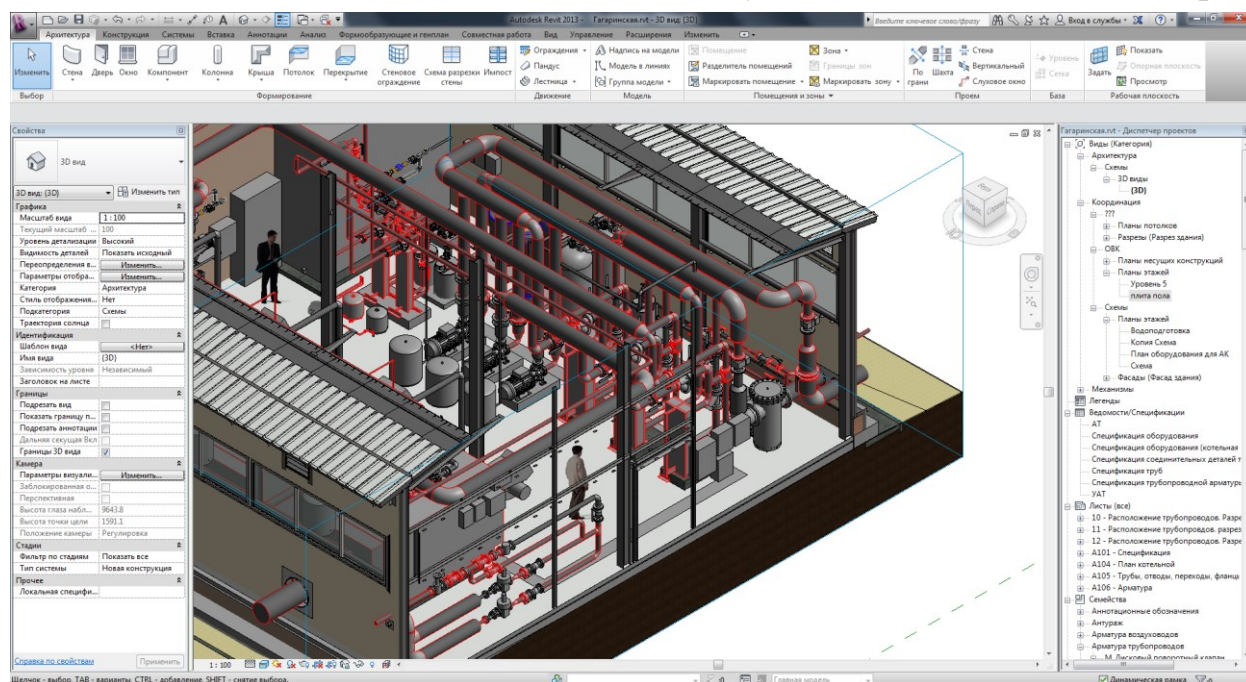 Autodesk Revit 2013 - Гагаринская.rvt - 3D вид: {3D}
Введите ключевое слово/фразу
Вход в службы
Архитектура Конструкция Системы Вставка Аннотации Анализ Формообразующие и генплан Совместная работа Вид Управление Расширения Изменить
Изменить Стена Дверь Окно Компонент Колонна Крыша Потолок Перекрытие Стеновое ограждение Схема разрезки стены Импост
Ограждения Надпись на модели Помещение Зона Стена Уровень Показать
Пандус Модель в линиях Разделитель помещений Границы зон По грани Шахта Вертикальный Сетка Задать Опорная плоскость
Лестница Группа модели Маркировать помещение Маркировать зону Слуховое окно Просмотр
Выбор Формирование Движение Модель Помещения и зоны Проем База Рабочая плоскость
Свойства
3D вид
3D вид: {3D} Изменить тип
Графика
Масштаб вида 1 : 100
Текущий масштаб ... 100
Уровень детализации Высокий
Видимость деталей Показать исходный
Переопределения в... Изменить...
Параметры отобра... Изменить...
Категория Архитектура
Стиль отображения... Нет
Подкатегория Схемы
Траектория солнца
Идентификация
Шаблон вида <Нет>
Имя вида {3D}
Зависимость уровня Независимый
Заголовок на листе
Границы
Подрезать вид
Показать границу п...
Подрезать аннотации
Дальняя секущая Вкл
Границы 3D вида
Камера
Параметры визуали... Изменить...
Заблокированная о...
Перспективная
Высота глаза набл... 9643.8
Высота точки цели 1591.1
Положение камеры Регулировка
Стадии
Фильтр по стадиям Показать все
Тип системы Новая конструкция
Прочее
Локальная специфи...
Справка по свойствам Применить
Гагаринская.rvt - Диспетчер проектов
Виды (Категория)
Архитектура
Схемы
3D виды
{3D}
Координация
???
Планы потолков
Разрезы (Разрез здания)
ОВК
Планы несущих конструкций
Планы этажей
Уровень 5
плита пола
Схемы
Планы этажей
Водоподготовка
Копия Схема
План оборудования для АК
Схема
Фасады (Фасад здания)
Механизмы
Легенды
Ведомости/Спецификации
АТ
Спецификация оборудования
Спецификация оборудования (котельная
Спецификация соединительных деталей т
Спецификация труб
Спецификация трубопроводной арматуры
УАТ
Листы (все)
10 - Расположение трубопроводов. Разре
11 - Расположение трубопроводов. разрез
12 - Расположение трубопроводов. Разре
A101 - Спецификация
A104 - План котельной
A105 - Трубы, отводы, переходы, фланцы
A106 - Арматура
Семейства
Аннотационные обозначения
Антураж
Арматура воздуховодов
Арматура трубопроводов
М_Дисковый поворотный клапан
1 : 100
Щелчок - выбор, TAB - варианты, CTRL - добавление, SHIFT - снятие выбора.
Главная модель
Динамическая рамка